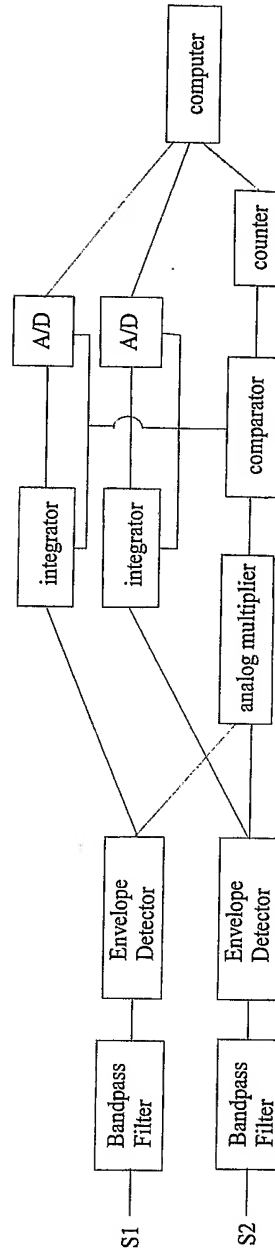 S1
Bandpass
Filter
Envelope
Detector
integrator
A/D
integrator
A/D
computer
S2
Bandpass
Filter
Envelope
Detector
analog multiplier
comparator
counter